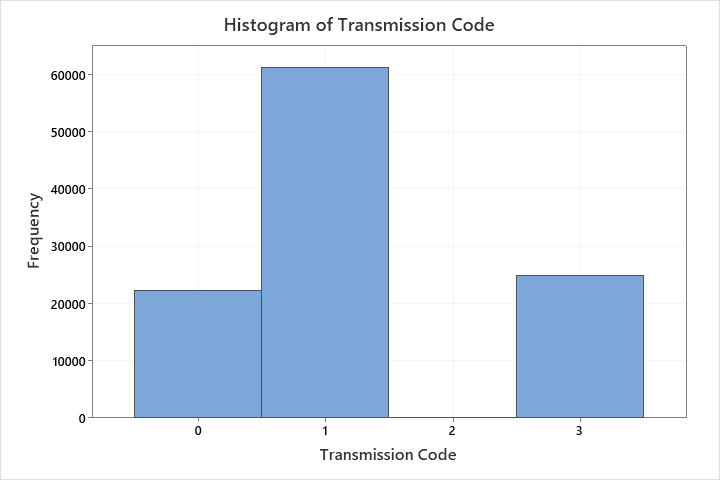 Histogram of Transmission Code
60000
50000
40000
30000
20000
10000
0
Frequency
0 1 2 3
Transmission Code